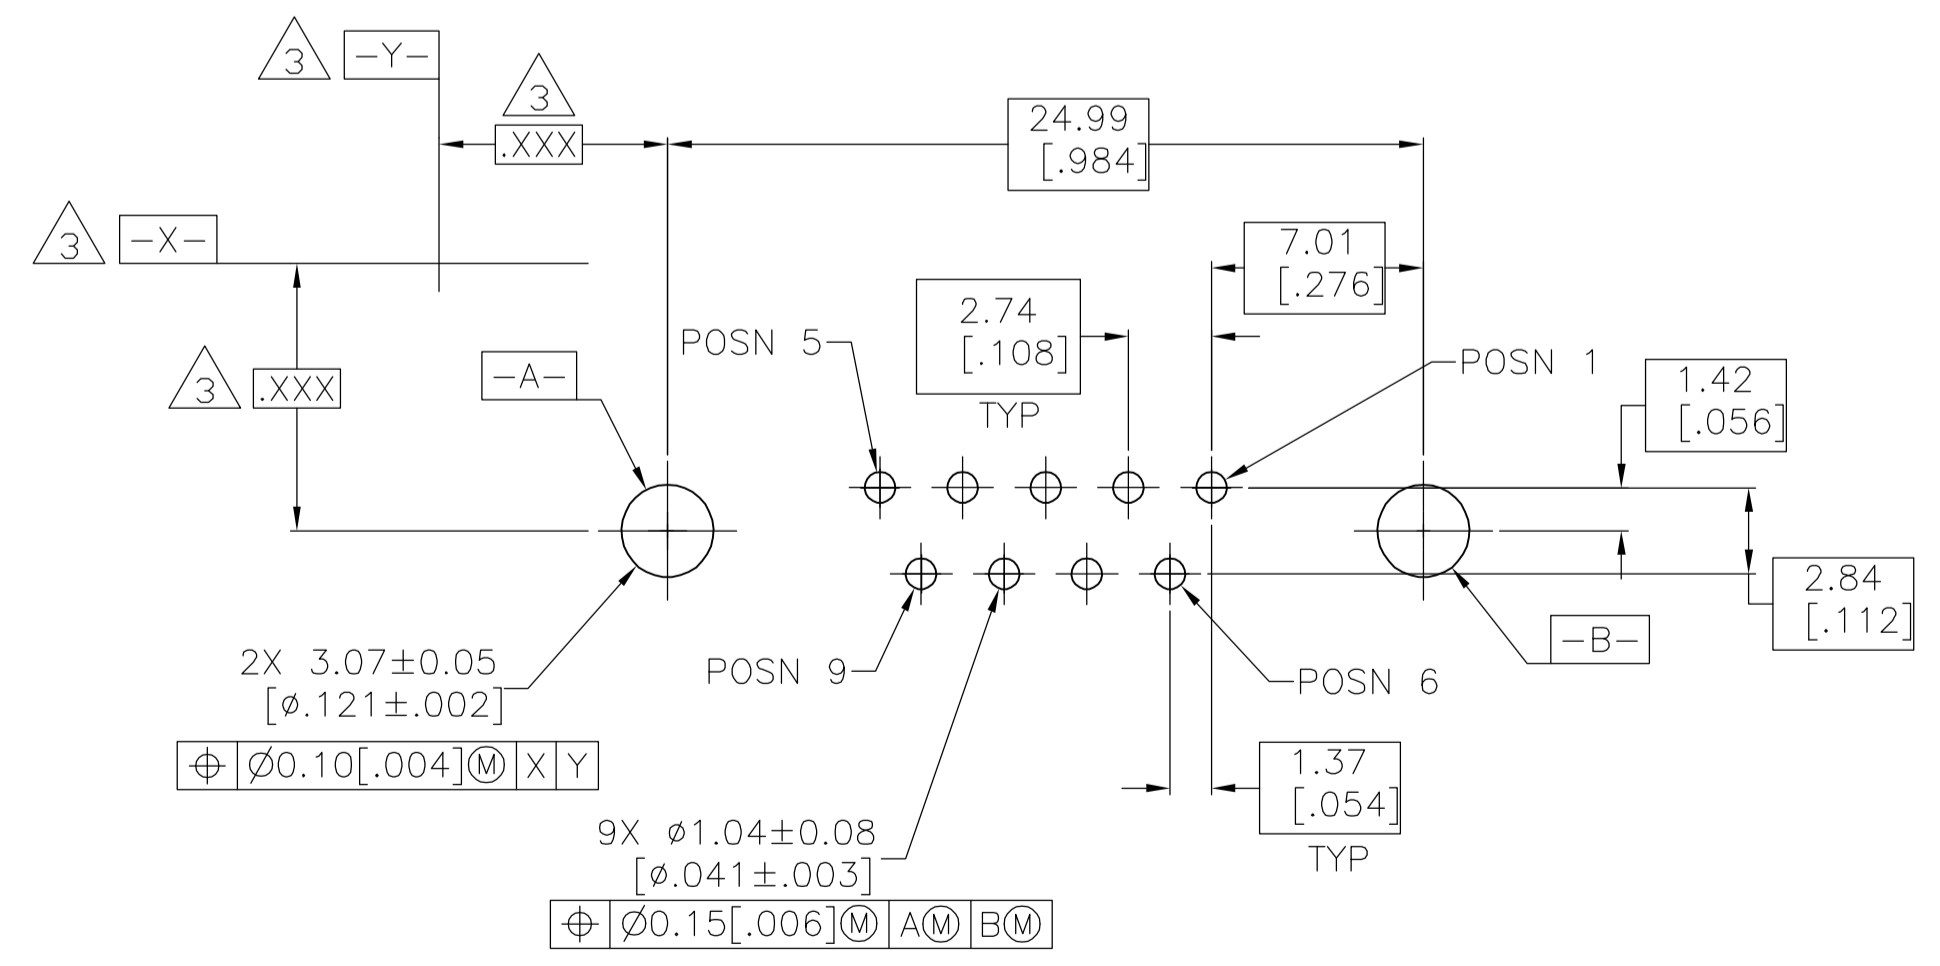 3 -Y-
3
.XXX
24.99
[.984]
3 -X-
7.01
[.276]
2.74
[.108]
TYP
POSN 5
POSN 1
3 .XXX
-A-
1.42
[.056]
2.84
[.112]
-B-
2X 3.07±0.05
[ø.121±.002]
⌖ Ø0.10[.004]Ⓜ X Y
POSN 9
POSN 6
1.37
[.054]
TYP
9X ø1.04±0.08
[ø.041±.003]
⌖ Ø0.15[.006]Ⓜ AⓂ BⓂ